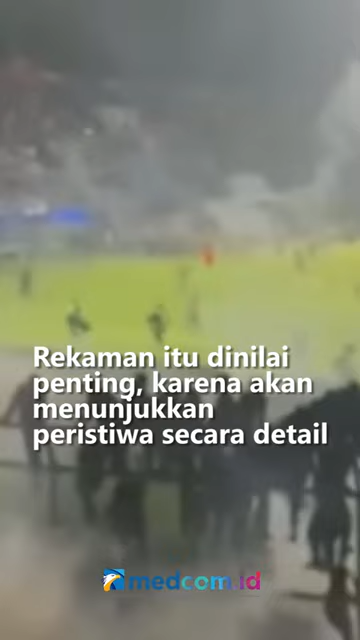 Rekaman itu dinilai
penting, karena akan
menunjukkan
peristiwa secara detail
medcom.id